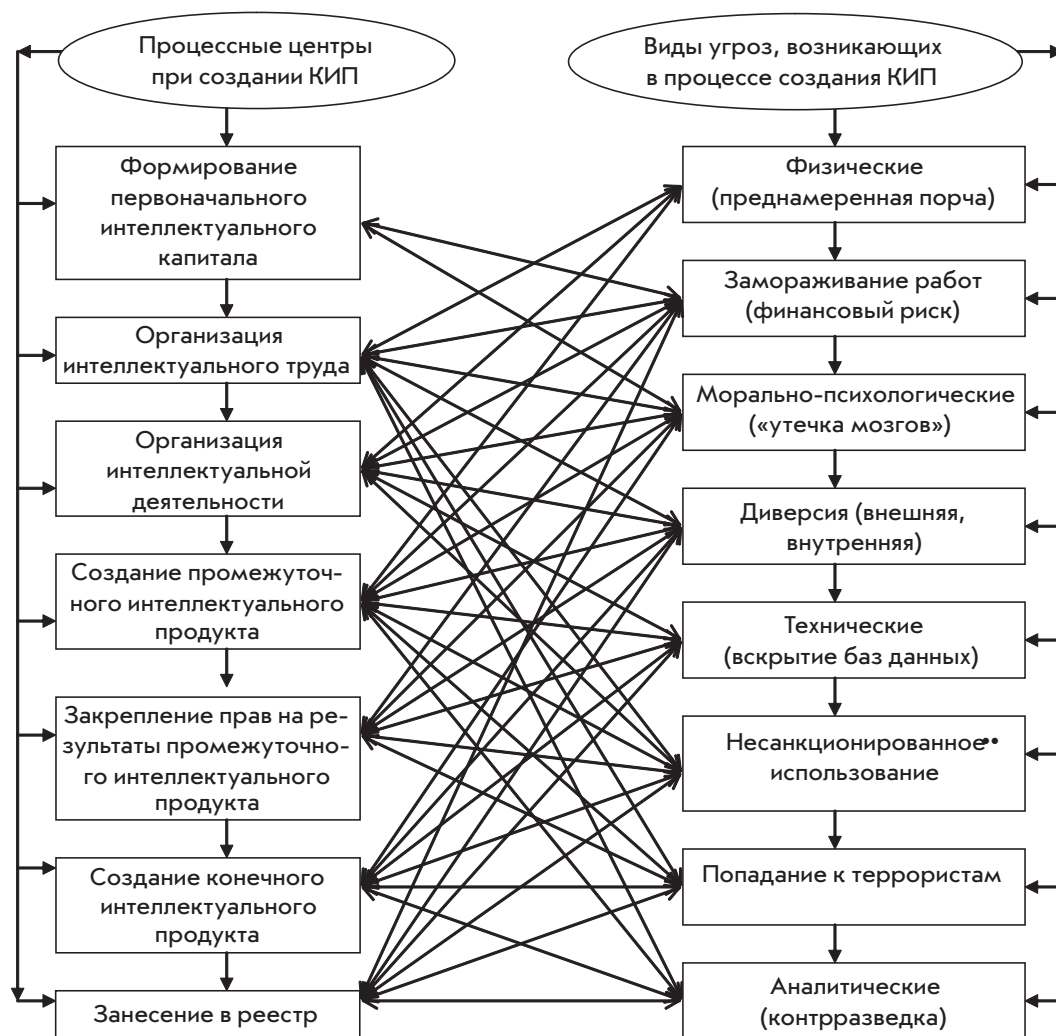 Процессные центры
при создании КИП
Формирование
первоначального
интеллектуального
капитала
Организация
интеллектуального труда
Организация
интеллектуальной
деятельности
Создание промежуточ-
ного интеллектуального
продукта
Закрепление прав на ре-
зультаты промежуточно-
го интеллектуального
продукта
Создание конечного
интеллектуального
продукта
Занесение в реестр
Виды угроз, возникающих
в процессе создания КИП
Физические
(преднамеренная порча)
Замораживание работ
(финансовый риск)
Морально-психологические
(«утечка мозгов»)
Диверсия (внешняя,
внутренняя)
Технические
(вскрытие баз данных)
Несанкционированное
использование
Попадание к террористам
Аналитические
(контрразведка)